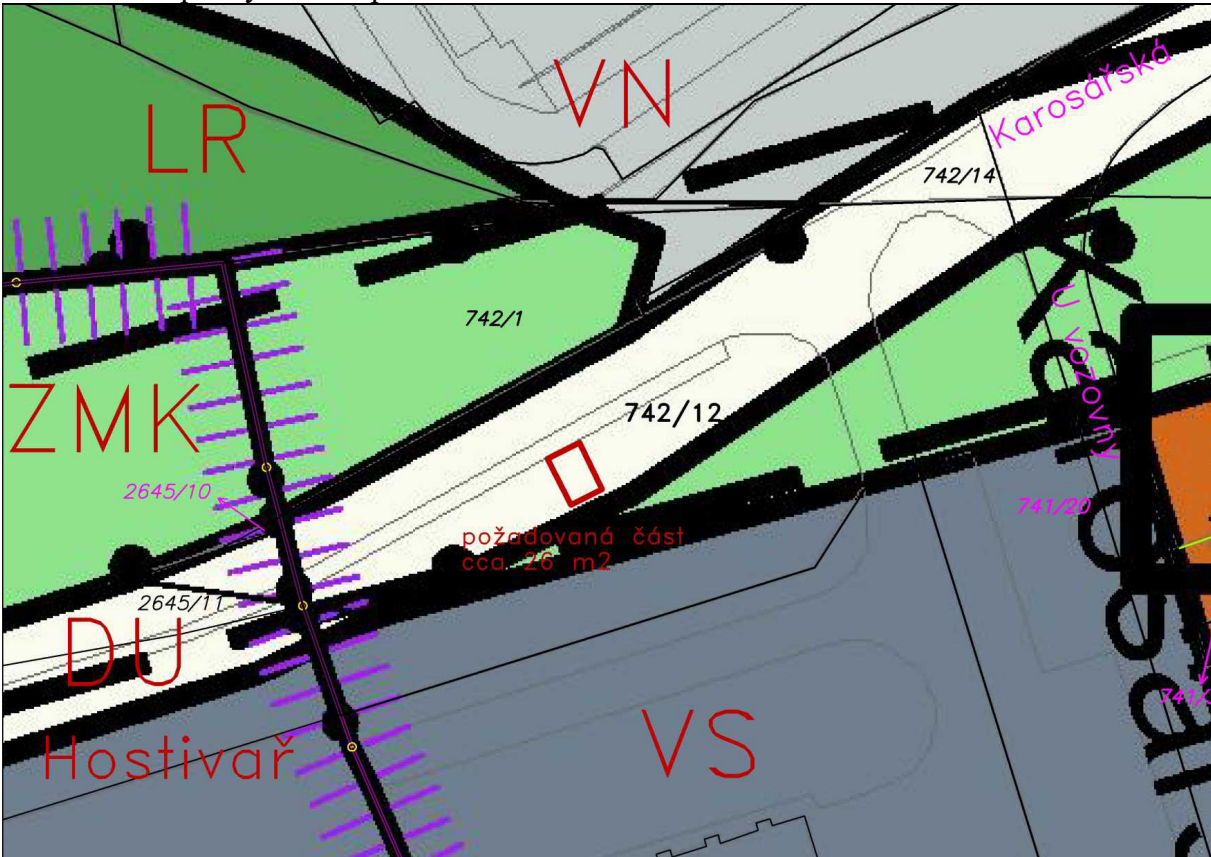 LR
VN
Karosářská
742/14
742/1
U vozovny
742/12
ZMK
2645/10
741/20
požadovaná část
cca 26 m2
2645/11
DU
Hostivař
VS